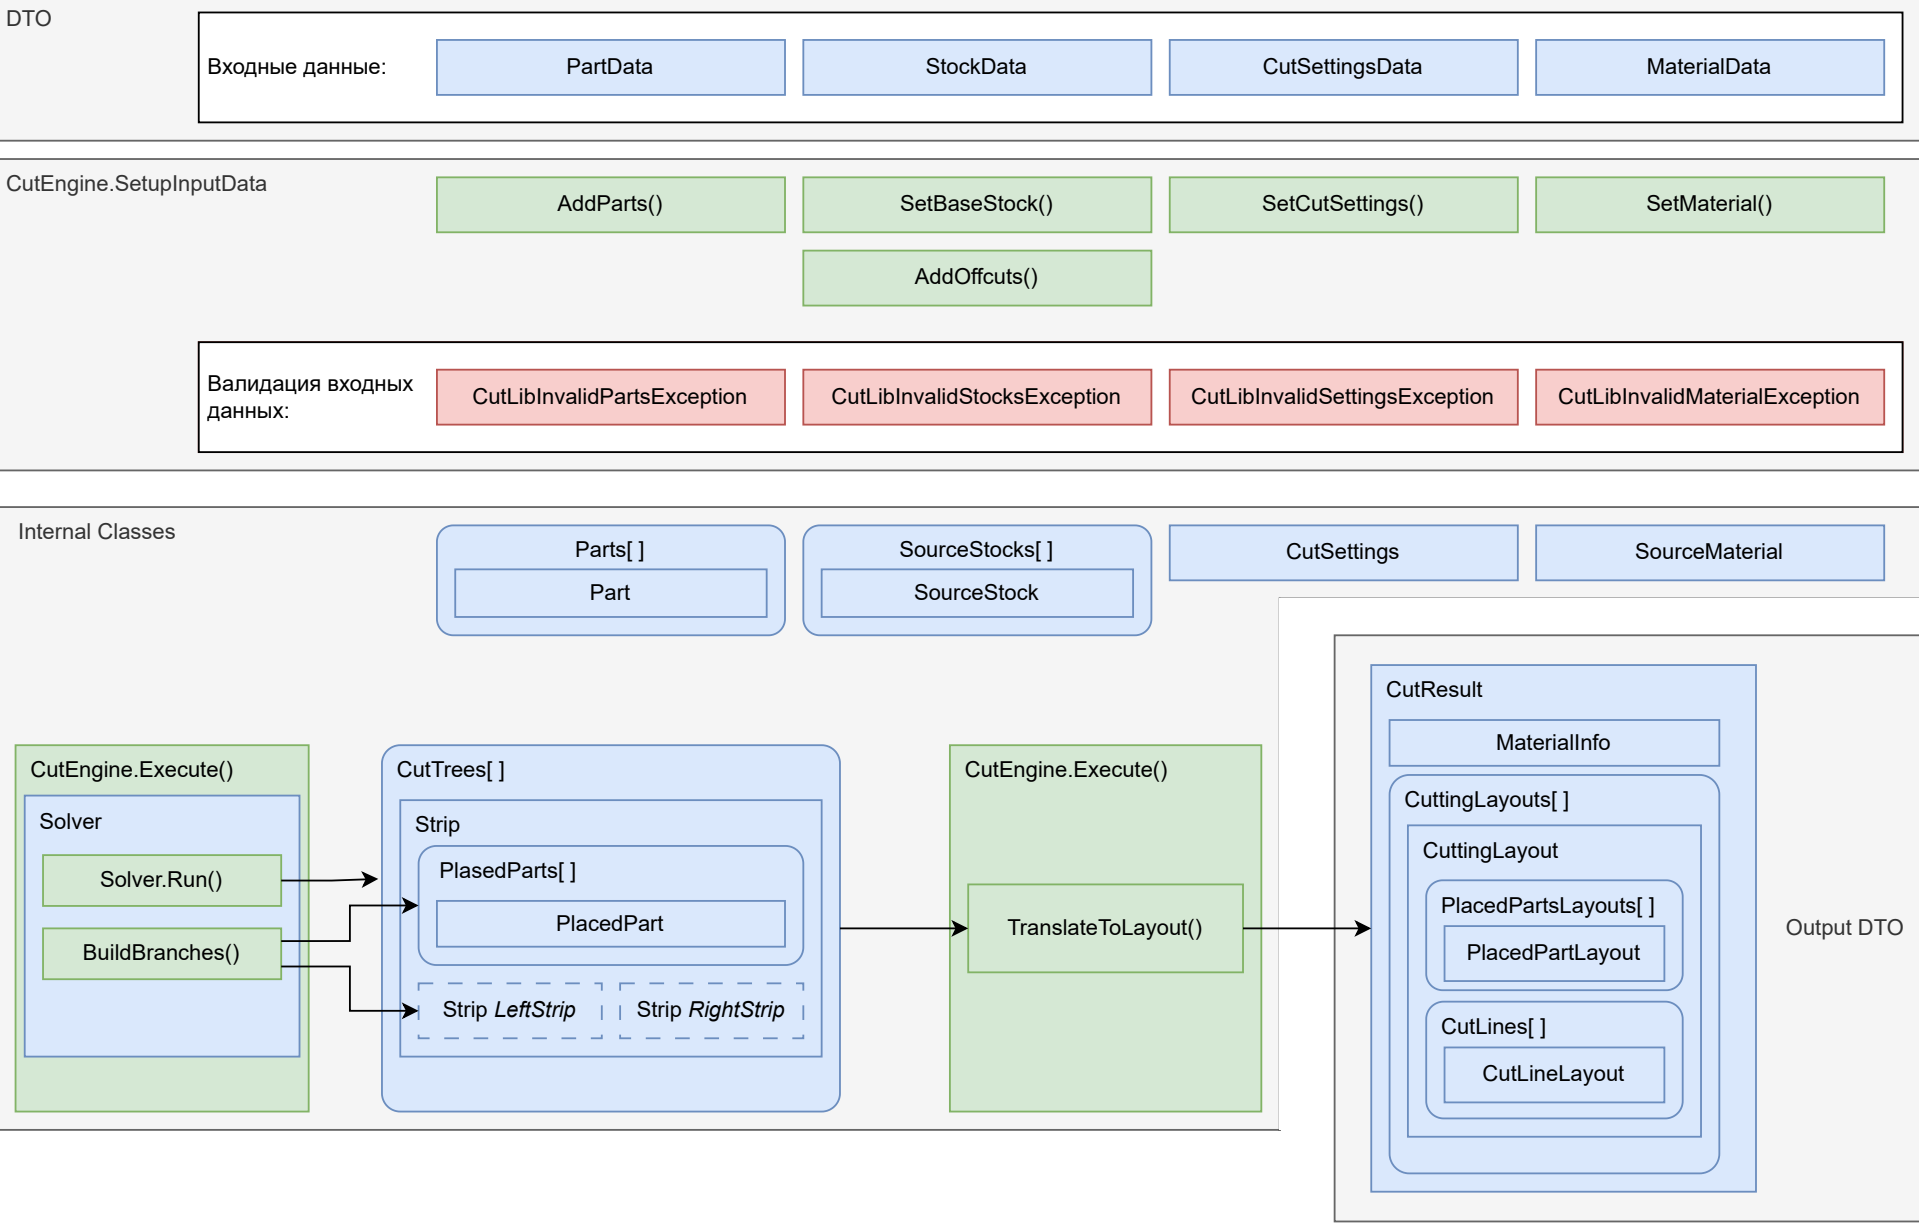 DTO
Входные данные:
PartData
StockData
CutSettingsData
MaterialData
CutEngine.SetupInputData
AddParts()
SetBaseStock()
SetCutSettings()
SetMaterial()
AddOffcuts()
Валидация входных
данных:
CutLibInvalidPartsException
CutLibInvalidStocksException
CutLibInvalidSettingsException
CutLibInvalidMaterialException
Internal Classes
Parts[ ]
Part
SourceStocks[ ]
SourceStock
CutSettings
SourceMaterial
CutEngine.Execute()
Solver
Solver.Run()
BuildBranches()
CutTrees[ ]
Strip
PlasedParts[ ]
PlacedPart
Strip LeftStrip
Strip RightStrip
CutEngine.Execute()
TranslateToLayout()
CutResult
MaterialInfo
CuttingLayouts[ ]
CuttingLayout
PlacedPartsLayouts[ ]
PlacedPartLayout
CutLines[ ]
CutLineLayout
Output DTO